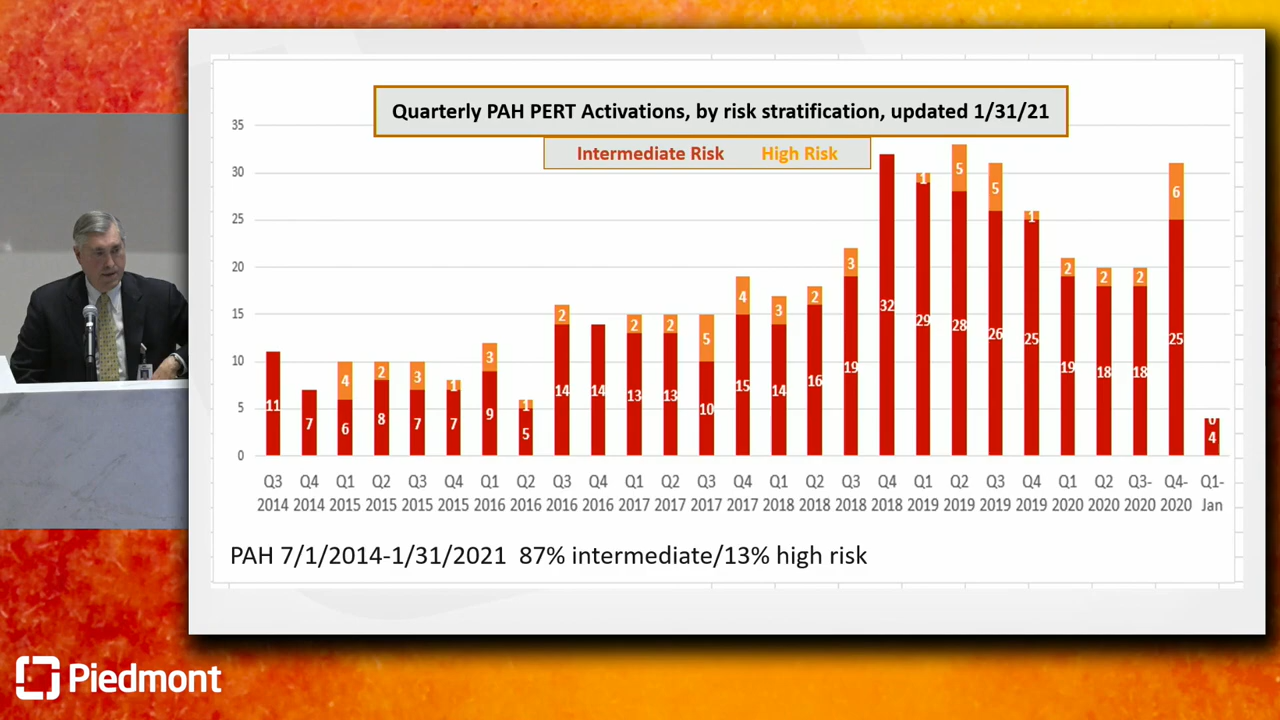 Quarterly PAH PERT Activations, by risk stratification, updated 1/31/21
Intermediate Risk High Risk
35
30
25
20
15
10
5
0
11 7 6 8 7 7 9 5 14 14 13 13 10 15 14 16 19 32 29 28 26 25 19 18 18 25 4
4 2 3 1 3 1 2 2 2 5 4 3 2 3 1 5 5 1 2 2 2 6 0
Q3 Q4 Q1 Q2 Q3 Q4 Q1 Q2 Q3 Q4 Q1 Q2 Q3 Q4 Q1 Q2 Q3 Q4 Q1 Q2 Q3 Q4 Q1 Q2 Q3- Q4- Q1-
2014 2014 2015 2015 2015 2015 2016 2016 2016 2016 2017 2017 2017 2017 2018 2018 2018 2018 2019 2019 2019 2019 2020 2020 2020 2020 Jan
PAH 7/1/2014-1/31/2021 87% intermediate/13% high risk
Piedmont